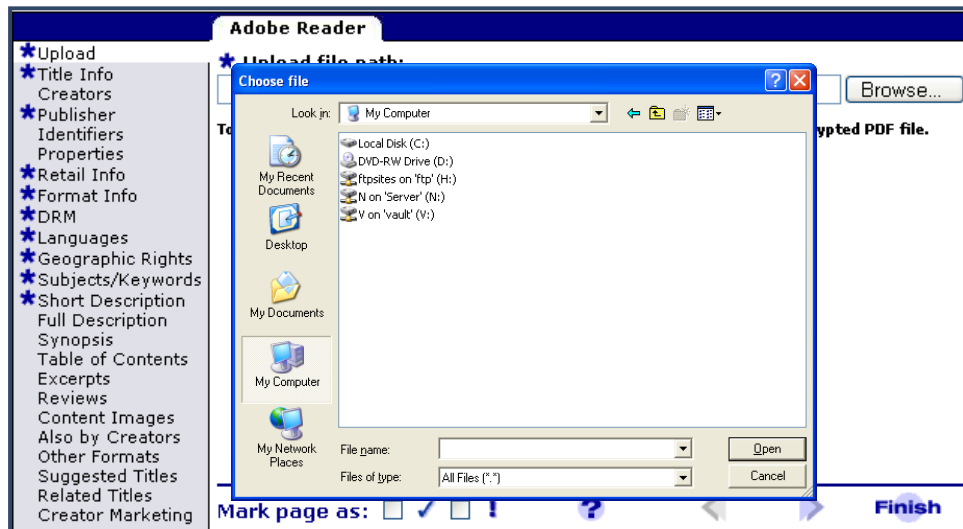 Adobe Reader
*Upload
*Title Info
Creators
*Publisher
Identifiers
Properties
*Retail Info
*Format Info
*DRM
*Languages
*Geographic Rights
*Subjects/Keywords
*Short Description
Full Description
Synopsis
Table of Contents
Excerpts
Reviews
Content Images
Also by Creators
Other Formats
Suggested Titles
Related Titles
Creator Marketing
* Upload file path:
Browse...
To
ypted PDF file.
Choose file
Look in: My Computer
My Recent Documents
Desktop
My Documents
My Computer
My Network Places
Local Disk (C:)
DVD-RW Drive (D:)
ftpsites on 'ftp' (H:)
N on 'Server' (N:)
V on 'vault' (V:)
File name:
Open
Files of type: All Files (*.*)
Cancel
Mark page as: ✓ ! ?
Finish